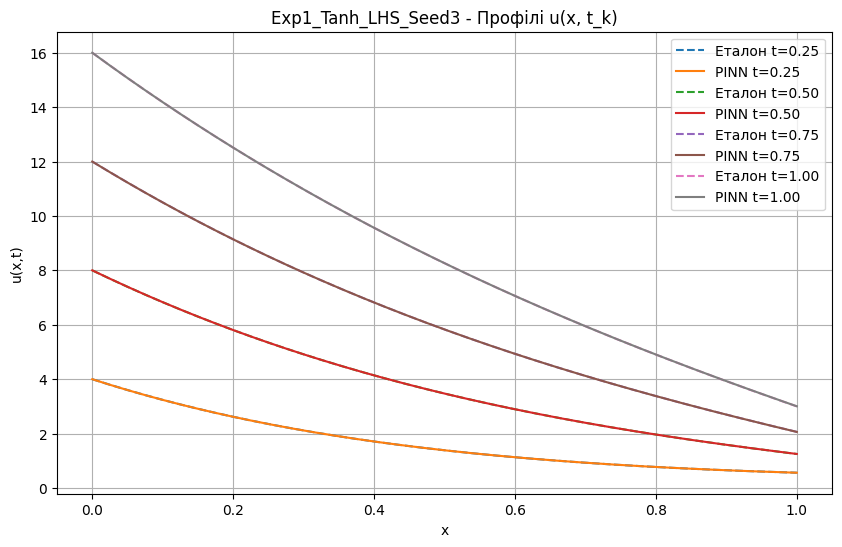 Exp1_Tanh_LHS_Seed3 - Профілі u(x, t_k)
Еталон t=0.25
PINN t=0.25
Еталон t=0.50
PINN t=0.50
Еталон t=0.75
PINN t=0.75
Еталон t=1.00
PINN t=1.00
u(x,t)
16
14
12
10
8
6
4
2
0
0.0 0.2 0.4 0.6 0.8 1.0
x